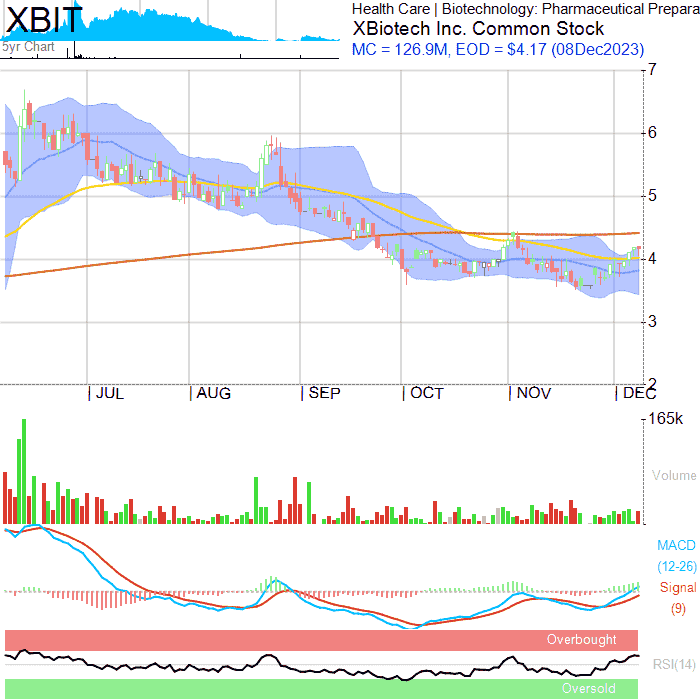 XBIT
5yr Chart
Health Care | Biotechnology: Pharmaceutical Prepara
XBiotech Inc. Common Stock
MC = 126.9M, EOD = $4.17 (08Dec2023)
7
6
5
4
3
2
JUL AUG SEP OCT NOV DEC
165k
Volume
MACD
(12-26)
Signal
(9)
Overbought
RSI(14)
Oversold